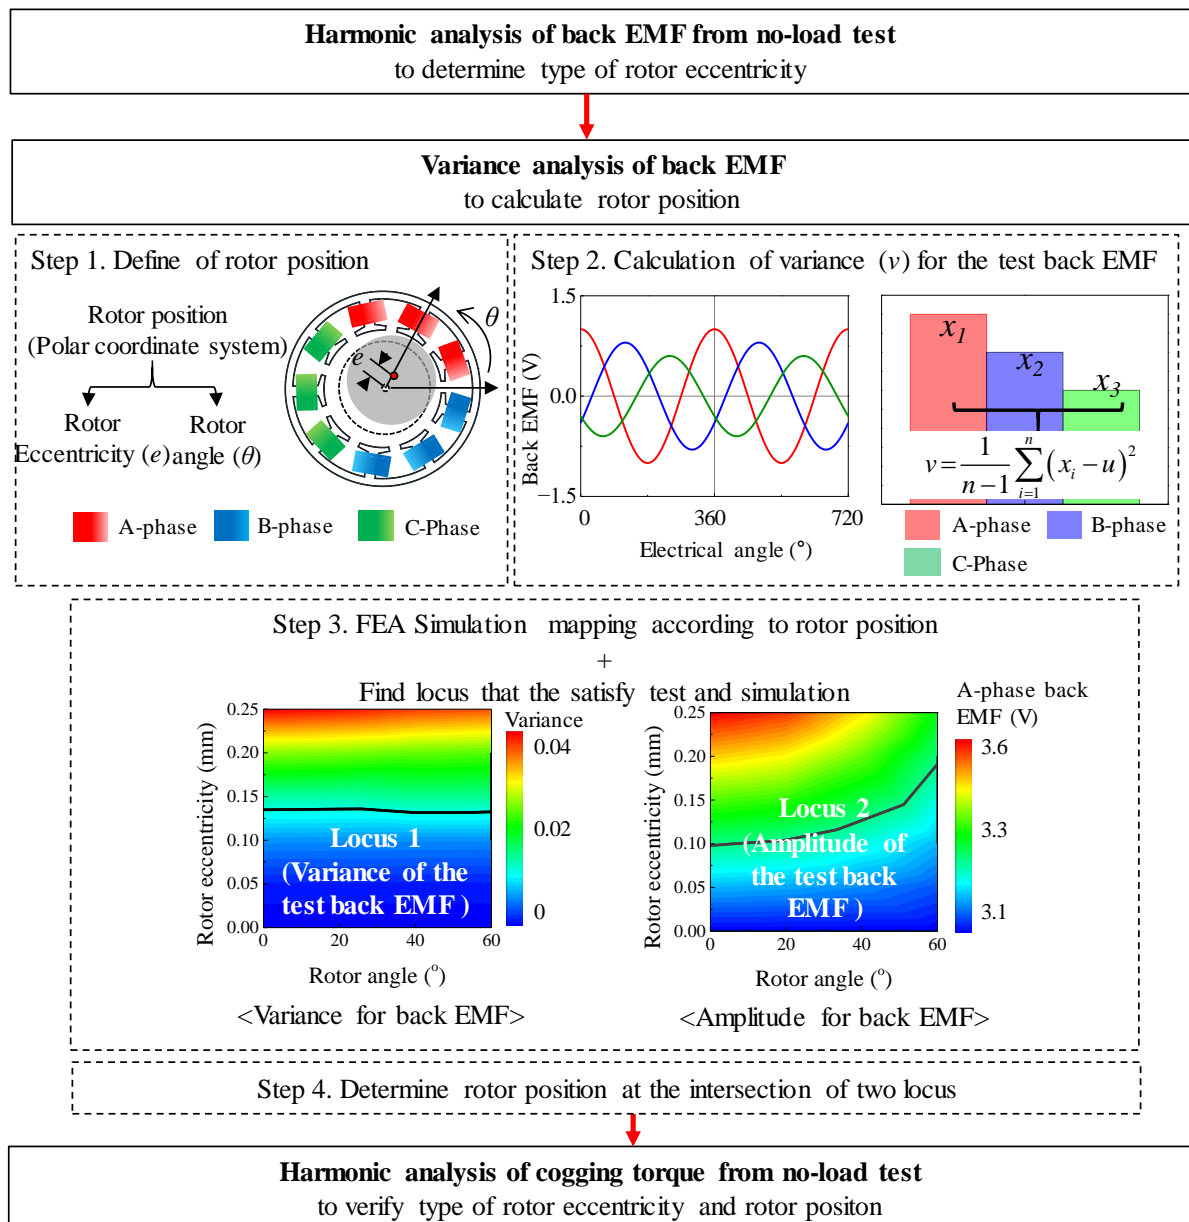 Harmonic analysis of back EMF from no-load test
to determine type of rotor eccentricity
Variance analysis of back EMF
to calculate rotor position
Step 1. Define of rotor position
Rotor position
(Polar coordinate system)
Rotor
Eccentricity (e)
Rotor
angle (θ)
e
θ
A-phase
B-phase
C-Phase
Step 2. Calculation of variance (v) for the test back EMF
Back EMF (V)
1.5
0.0
−1.5
0
360
720
Electrical angle (°)
x1
x2
x3
v = 1/(n−1) ∑_{i=1}^{n} (x_i − u)^2
A-phase
B-phase
C-Phase
Step 3. FEA Simulation mapping according to rotor position
+
Find locus that the satisfy test and simulation
Rotor eccentricity (mm)
0.25
0.20
0.15
0.10
0.05
0.00
0
20
40
60
Rotor angle (°)
Variance
0.04
0.02
0
Locus 1
(Variance of the
test back EMF )
<Variance for back EMF>
Rotor eccentricity (mm)
0.25
0.20
0.15
0.10
0.05
0.00
0
20
40
60
Rotor angle (°)
A-phase back
EMF (V)
3.6
3.3
3.1
Locus 2
(Amplitude of
the test back
EMF )
<Amplitude for back EMF>
Step 4. Determine rotor position at the intersection of two locus
Harmonic analysis of cogging torque from no-load test
to verify type of rotor eccentricity and rotor positon